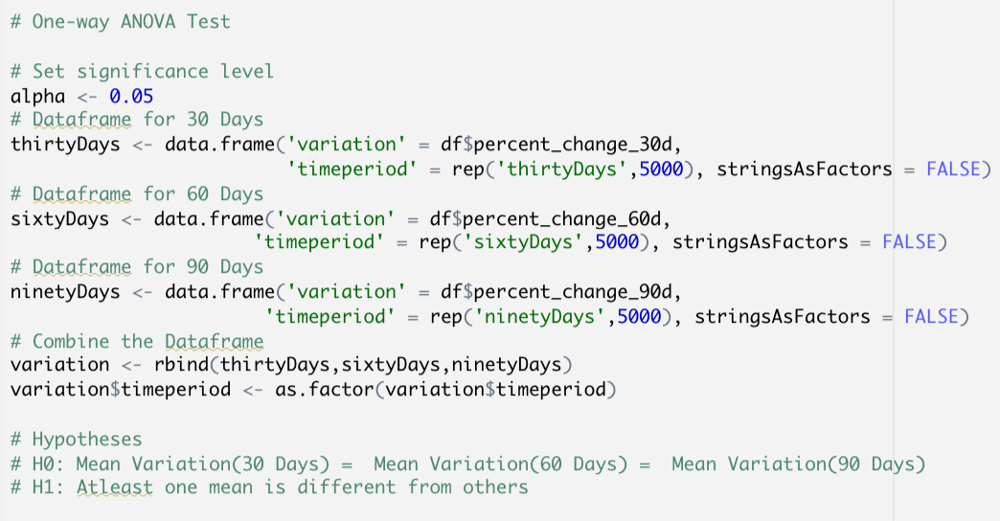 # One-way ANOVA Test
# Set significance level
alpha <- 0.05
# Dataframe for 30 Days
thirtyDays <- data.frame('variation' = df$percent_change_30d,
'timeperiod' = rep('thirtyDays',5000), stringsAsFactors = FALSE)
# Dataframe for 60 Days
sixtyDays <- data.frame('variation' = df$percent_change_60d,
'timeperiod' = rep('sixtyDays',5000), stringsAsFactors = FALSE)
# Dataframe for 90 Days
ninetyDays <- data.frame('variation' = df$percent_change_90d,
'timeperiod' = rep('ninetyDays',5000), stringsAsFactors = FALSE)
# Combine the Dataframe
variation <- rbind(thirtyDays,sixtyDays,ninetyDays)
variation$timeperiod <- as.factor(variation$timeperiod)
# Hypotheses
# H0: Mean Variation(30 Days) =  Mean Variation(60 Days) =  Mean Variation(90 Days)
# H1: Atleast one mean is different from others